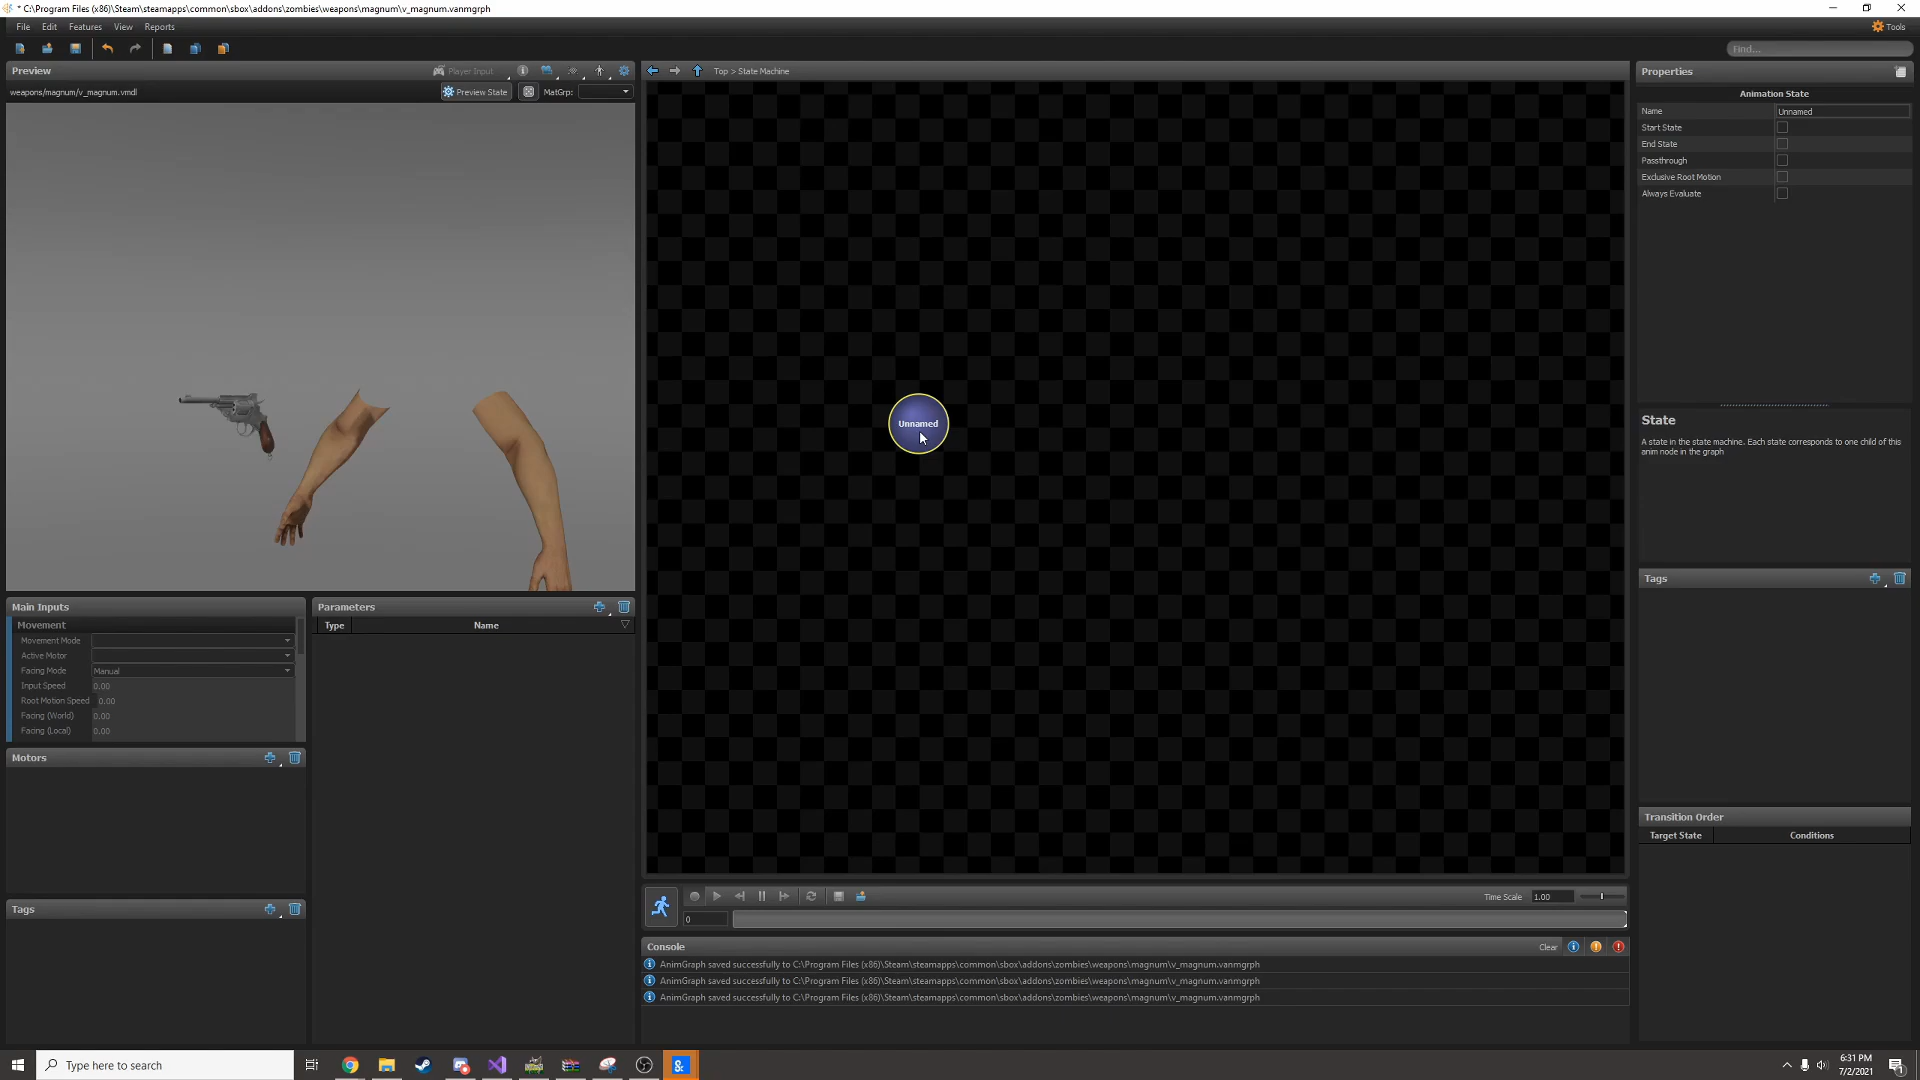 * C:\Program Files (x86)\Steam\steamapps\common\sbox\addons\zombies\weapons\magnum\v_magnum.vanmgrph
File Edit Features View Reports
Tools
Find...
Preview
Player Input
Top > State Machine
Properties
weapons/magnum/v_magnum.vmdl
Preview State
MatGrp:
Animation State
Name Unnamed
Start State
End State
Passthrough
Exclusive Root Motion
Always Evaluate
Unnamed
State
A state in the state machine. Each state corresponds to one child of this
anim node in the graph
Tags
Main Inputs
Movement
Movement Mode
Active Motor
Facing Mode Manual
Input Speed 0.00
Root Motion Speed 0.00
Facing (World) 0.00
Facing (Local) 0.00
Parameters
Type Name
Motors
Tags
Transition Order
Target State Conditions
Time Scale 1.00
0
Console
Clear
AnimGraph saved successfully to C:\Program Files (x86)\Steam\steamapps\common\sbox\addons\zombies\weapons\magnum\v_magnum.vanmgrph
AnimGraph saved successfully to C:\Program Files (x86)\Steam\steamapps\common\sbox\addons\zombies\weapons\magnum\v_magnum.vanmgrph
AnimGraph saved successfully to C:\Program Files (x86)\Steam\steamapps\common\sbox\addons\zombies\weapons\magnum\v_magnum.vanmgrph
Type here to search
6:31 PM
7/2/2021